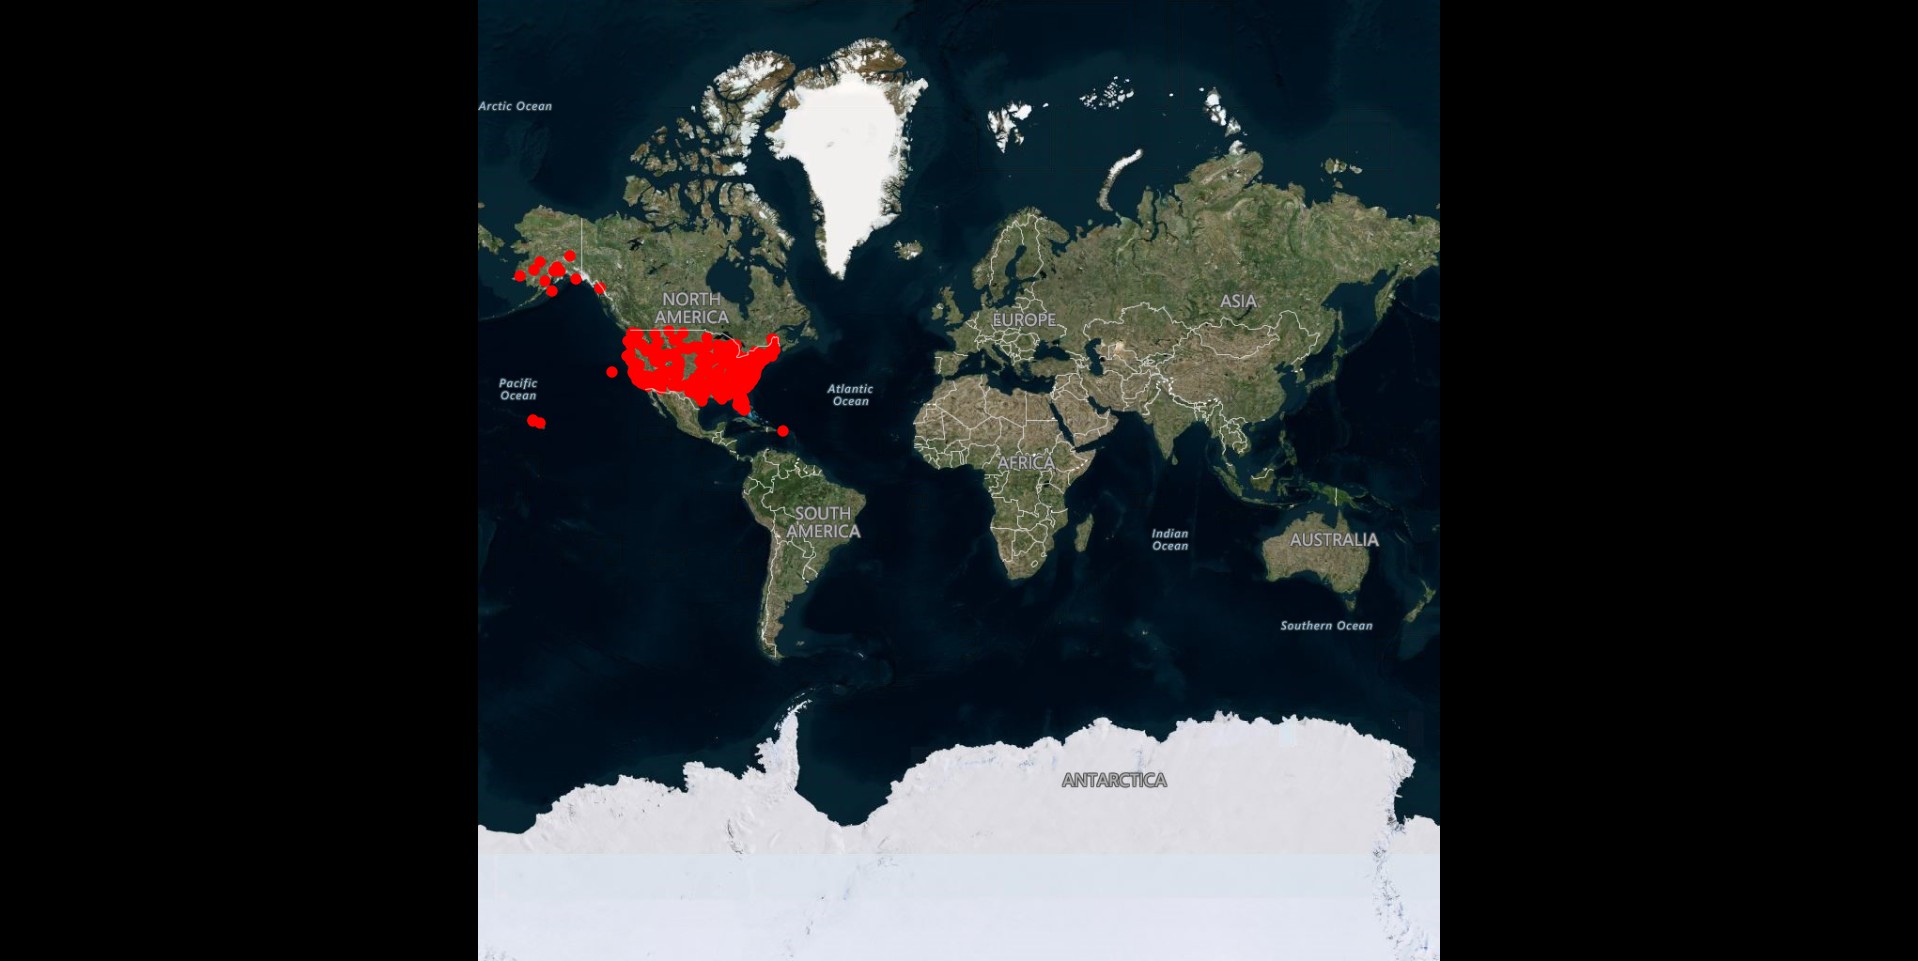 Arctic Ocean
NORTH
AMERICA
ASIA
EUROPE
Pacific
Ocean
Atlantic
Ocean
AFRICA
SOUTH
AMERICA
Indian
Ocean
AUSTRALIA
Southern Ocean
ANTARCTICA